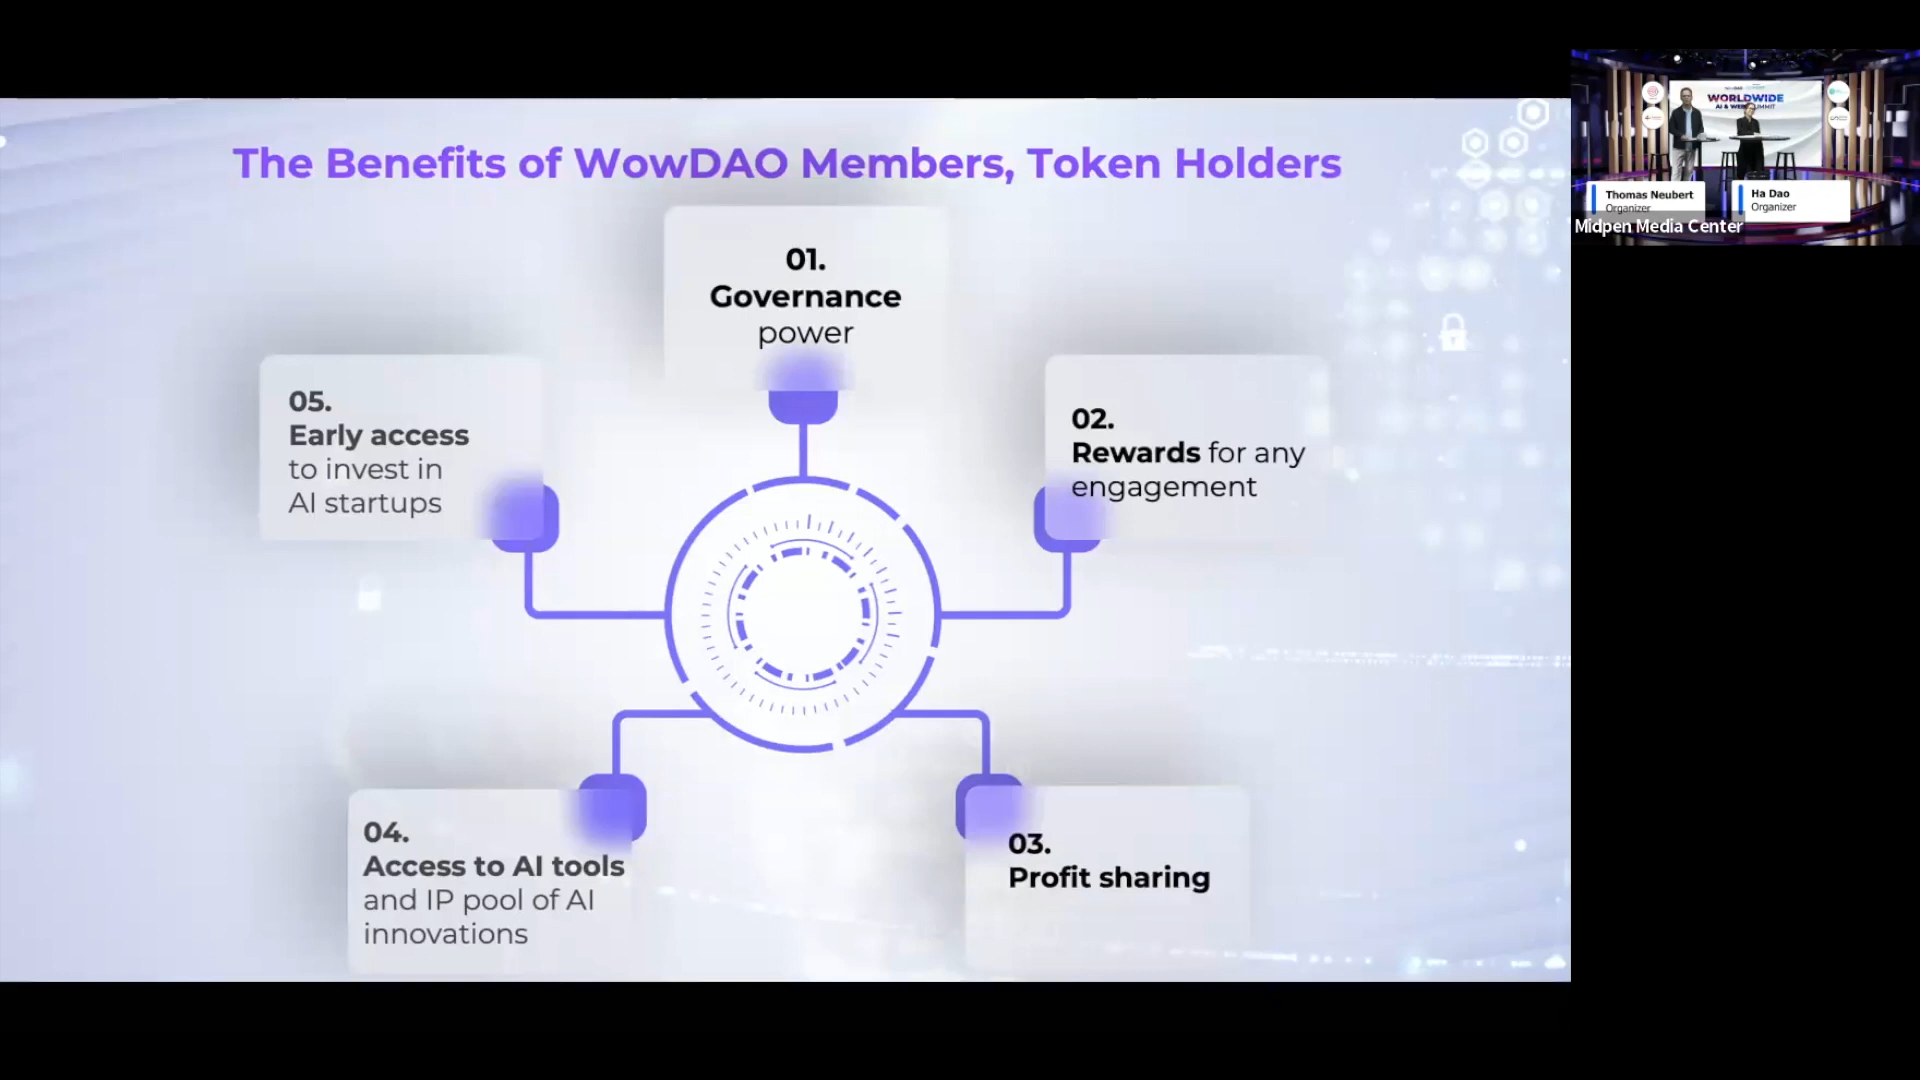 The Benefits of WowDAO Members, Token Holders
01.
Governance
power
02.
Rewards for any
engagement
03.
Profit sharing
04.
Access to AI tools
and IP pool of AI
innovations
05.
Early access
to invest in
AI startups
WORLDWIDE
Thomas Neubert
Organizer
Ha Dao
Organizer
Midpen Media Center